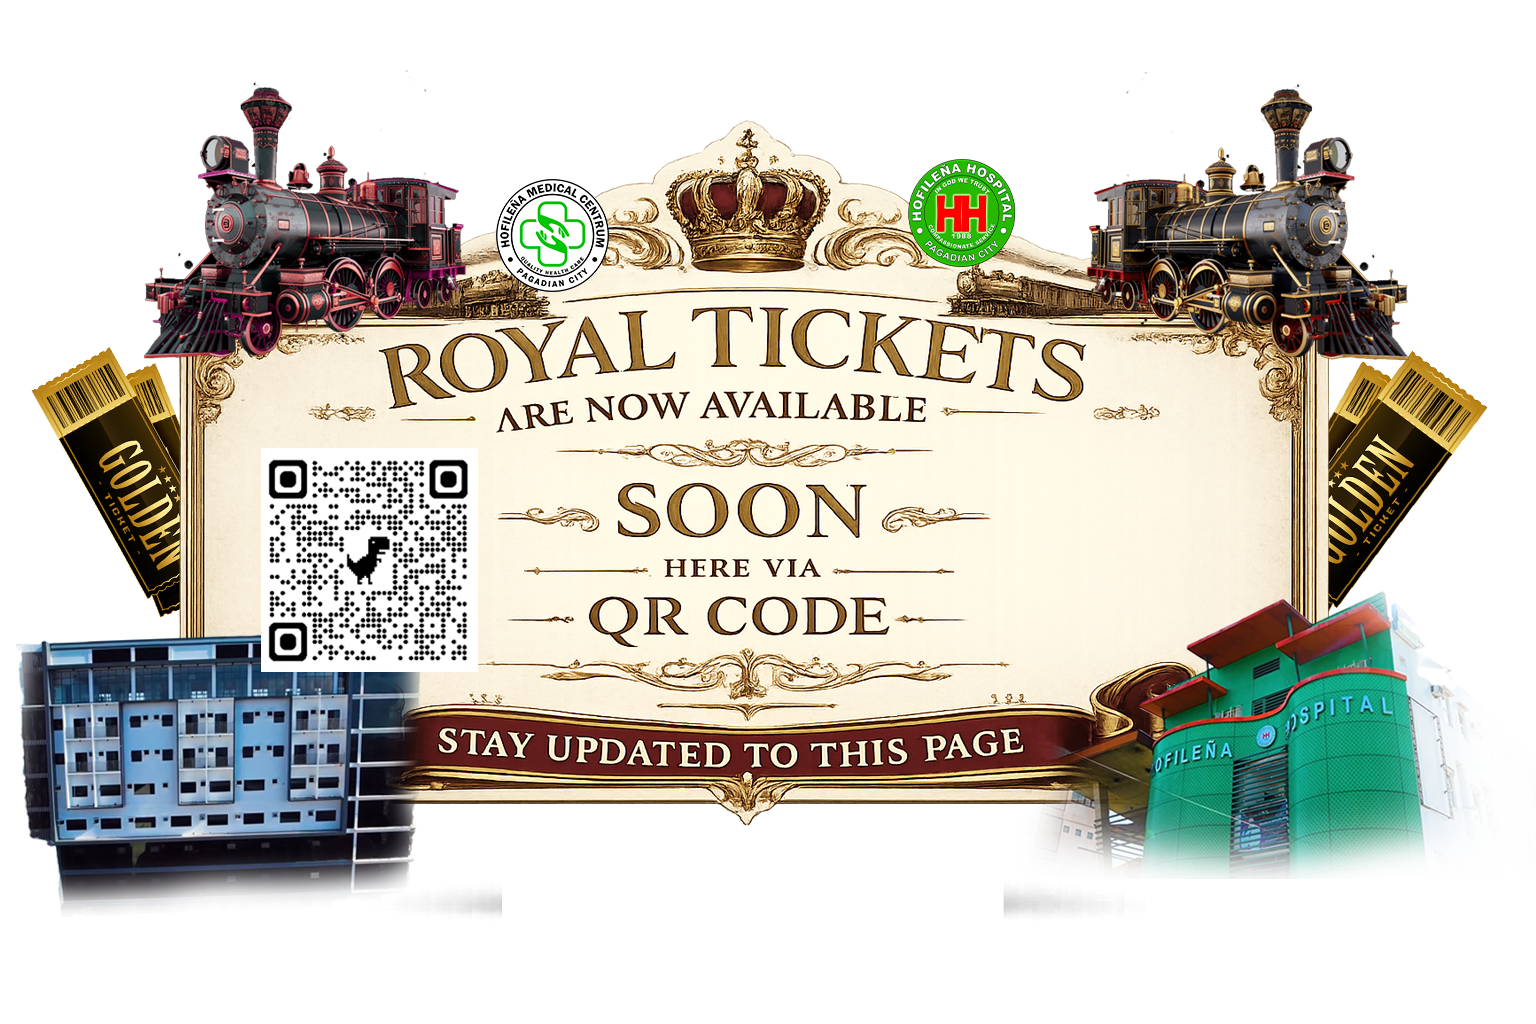 HOFILEÑA MEDICAL CENTRUM
QUALITY HEALTH CARE
PAGADIAN CITY
HOFILEÑA HOSPITAL
IN GOD WE TRUST
HH
1988
COMPASSIONATE SERVICE
PAGADIAN CITY
ROYAL TICKETS
ARE NOW AVAILABLE
SOON
HERE VIA
QR CODE
STAY UPDATED TO THIS PAGE
GOLDEN
TICKET
GOLDEN
TICKET
HOFILEÑA HOSPITAL